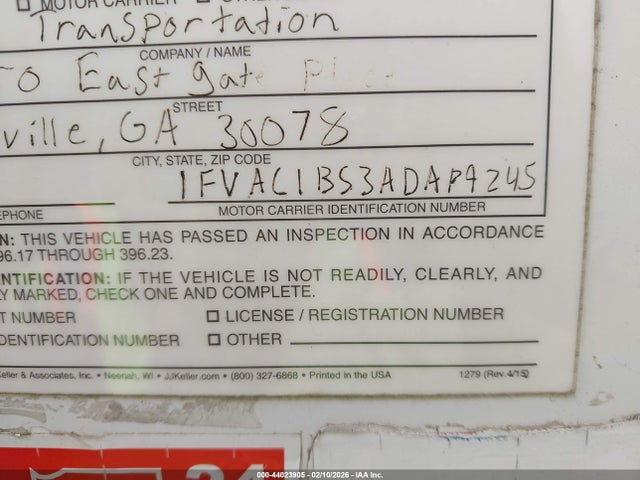 ☐ MOTOR CARRIER ☐
Transportation
COMPANY / NAME
East gate
STREET
ville, GA 30078
CITY, STATE, ZIP CODE
1FVAC1BS3ADAP9245
EPHONE
MOTOR CARRIER IDENTIFICATION NUMBER
N: THIS VEHICLE HAS PASSED AN INSPECTION IN ACCORDANCE
96.17 THROUGH 396.23.
NTIFICATION: IF THE VEHICLE IS NOT READILY, CLEARLY, AND
Y MARKED, CHECK ONE AND COMPLETE.
T NUMBER ☐ LICENSE / REGISTRATION NUMBER
DENTIFICATION NUMBER ☐ OTHER
Keller & Associates, Inc. • Neenah, WI • JJKeller.com • (800) 327-6868 • Printed in the USA 1279 (Rev. 4/15)
24
000-44023905 - 02/10/2026 - IAA Inc.